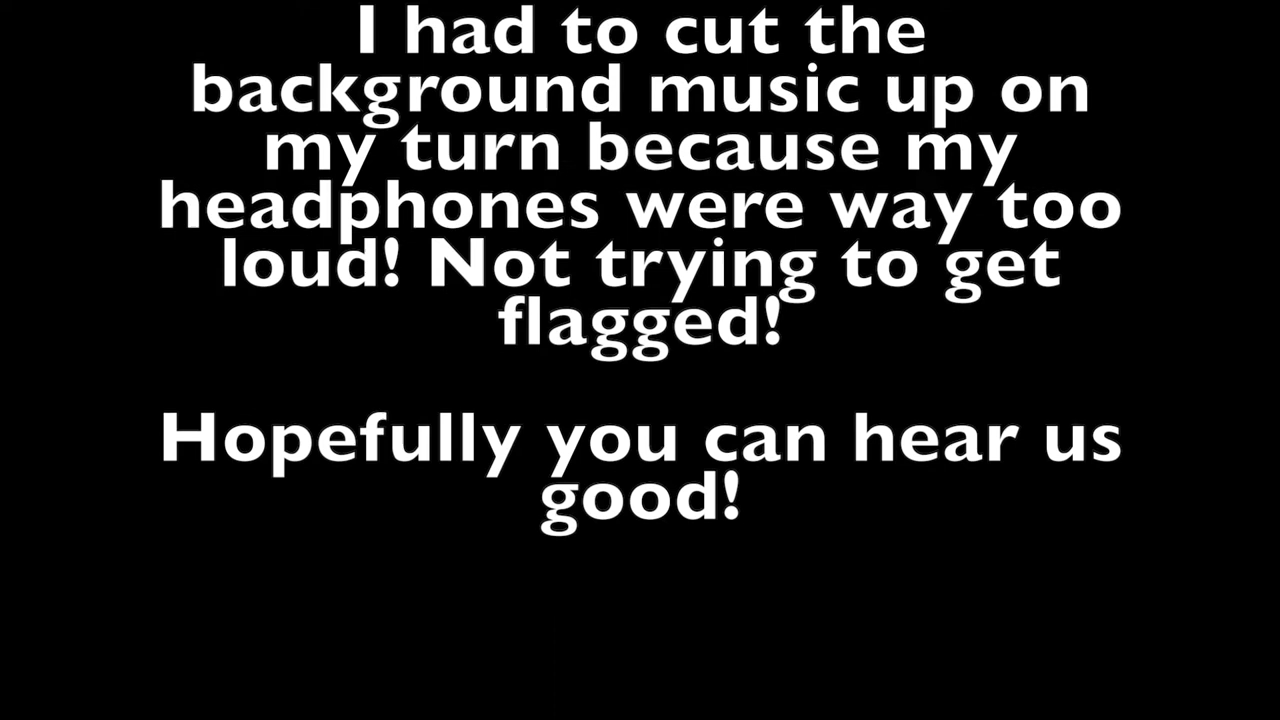 I had to cut the
background music up on
my turn because my
headphones were way too
loud! Not trying to get
flagged!
Hopefully you can hear us
good!